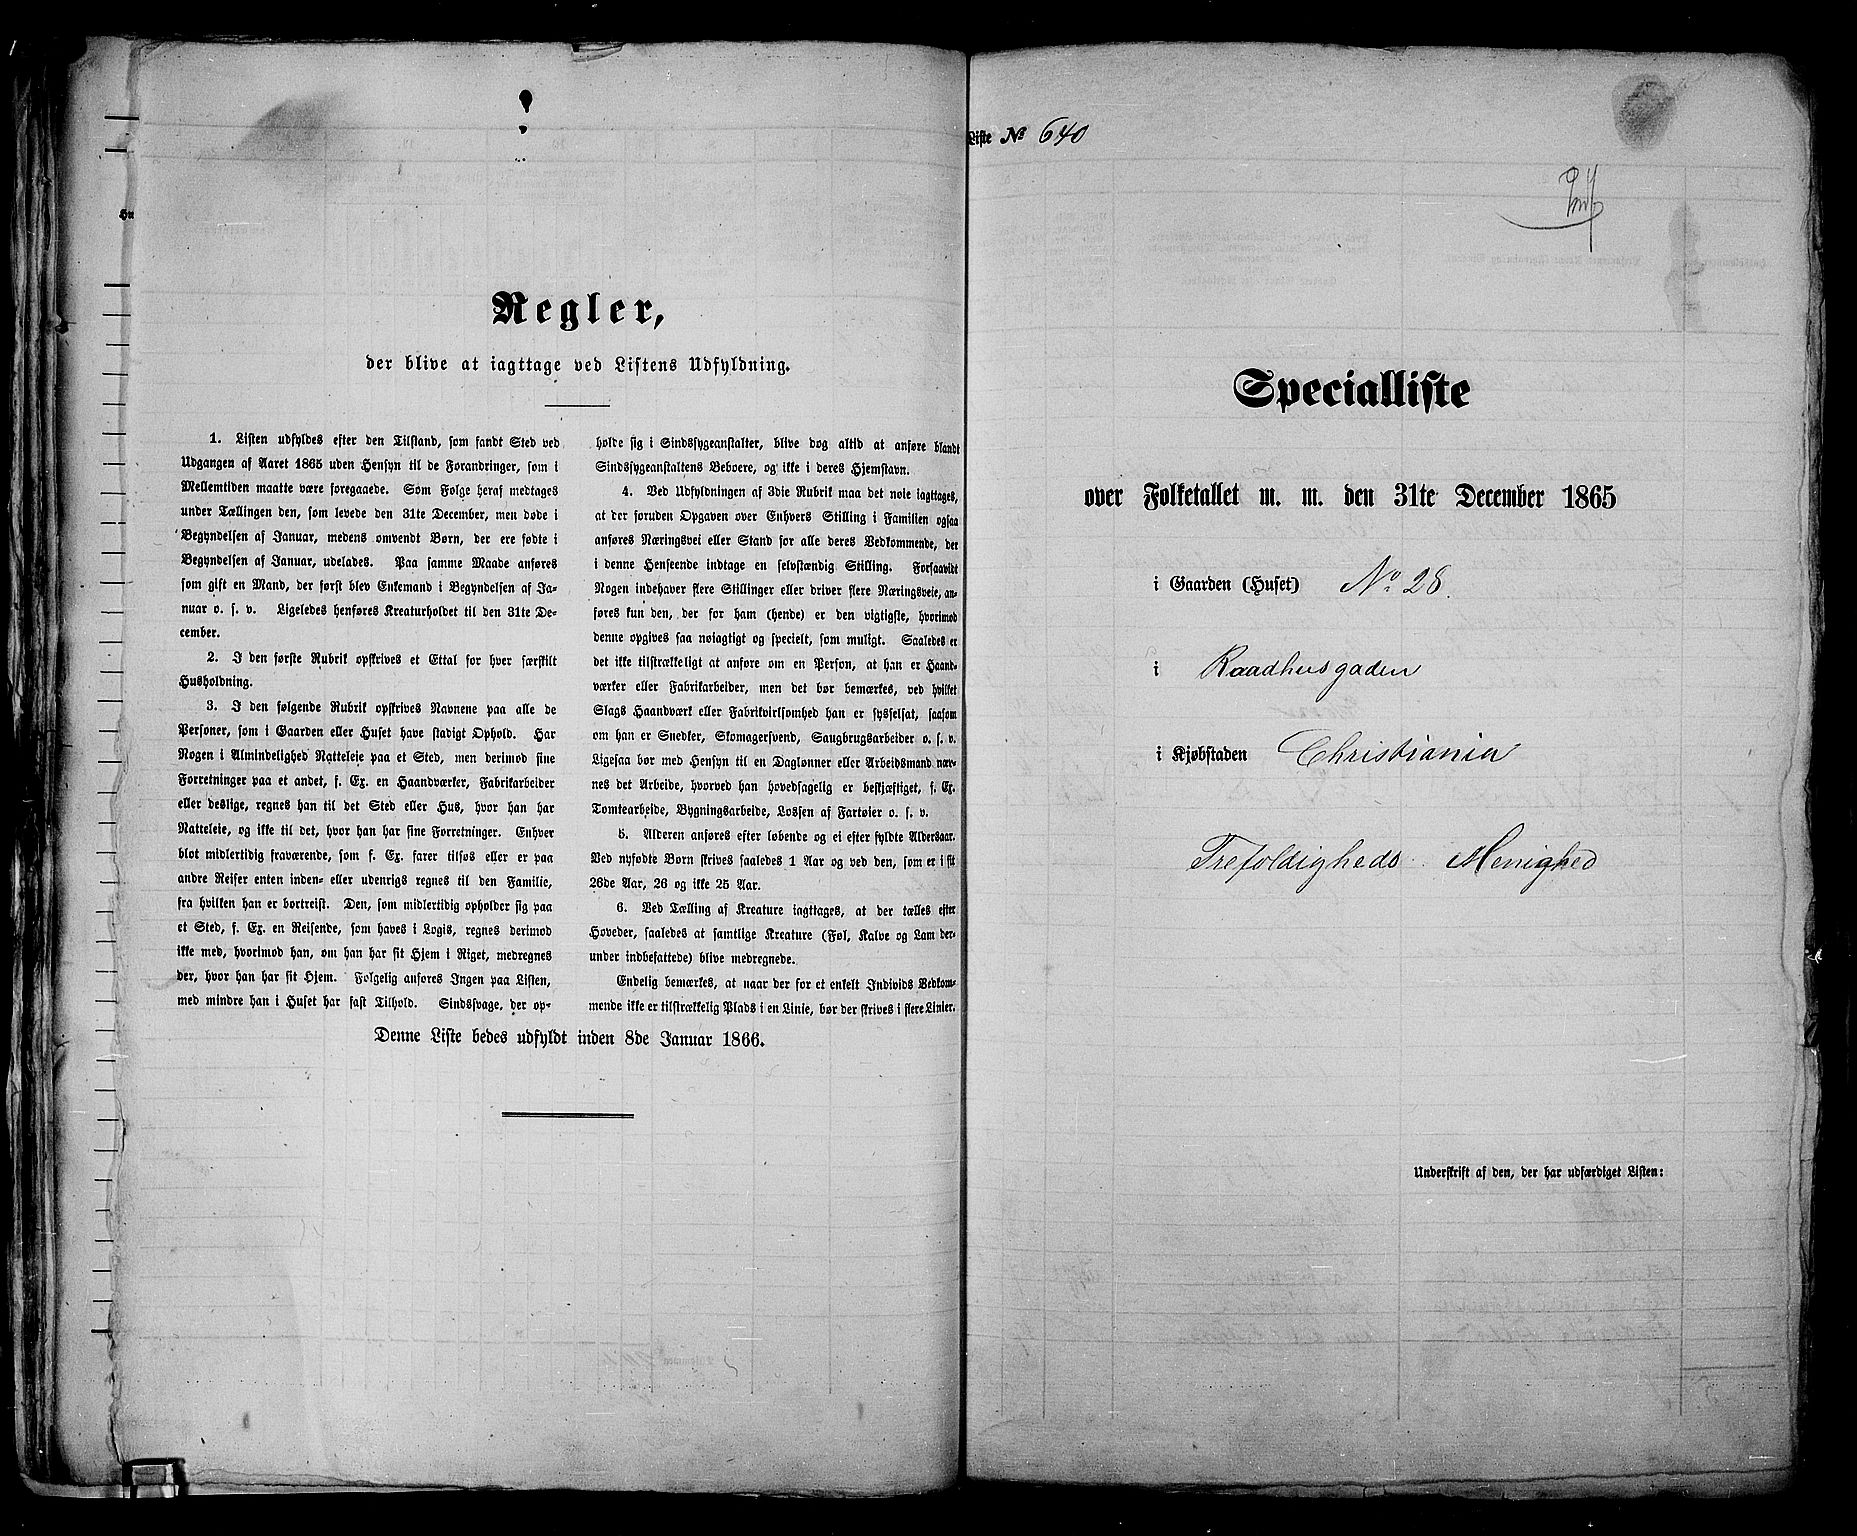 Regler,
der blive at iagttage ved Listens Udfyldning.
1. Listen udfyldes efter den Tilstand, som fandt Sted ved
Udgangen af Aaret 1865 uden Hensyn til de Forandringer, som i
Mellemtiden maatte være foregaaede. Som Følge heraf medtages
under Tællingen den, som levede den 31te December, men døde i
Begyndelsen af Januar, medens omvendt Børn, der ere fødte i
Begyndelsen af Januar, udelades. Paa samme Maade anføres
som gift en Mand, der først blev Enkemand i Begyndelsen af Ja-
nuar o. s. v. Ligeledes henføres Kreaturholdet til den 31te De-
cember.
2. I den første Rubrik opskrives et Ettal for hver særskilt
Husholdning.
3. I den følgende Rubrik opskrives Navnene paa alle de
Personer, som i Gaarden eller Huset have stadigt Ophold. Har
Nogen i Almindelighed Natteleie paa et Sted, men derimod sine
Forretninger paa et andet, s. Ex. en Haandværker, Fabrikarbeider
eller deslige, regnes han til det Sted eller Hus, hvor han har
Natteleie, og ikke til det, hvor han har sine Forretninger. Enhver
blot midlertidig fraværende, som f. Ex. farer tilsøs eller er paa
andre Reiser enten inden- eller udenrigs regnes til den Familie,
fra hvilken han er bortreist. Den, som midlertidig opholder sig paa
et Sted, f. Ex. en Reisende, som haves i Logis, regnes derimod
ikke med, hvorimod han, om han har sit Hjem i Riget, medregnes
der, hvor han har sit Hjem. Følgelig anføres Ingen paa Listen,
med mindre han i Huset har fast Tilhold. Sindssvage, der op-
holde sig i Sindssygeanstalter, blive dog altid at anføre blandt
Sindssygeanstaltens Beboere, og ikke i deres Hjemstavn.
4. Ved Udfyldningen af 3die Rubrik maa det nøie iagttages,
at der foruden Opgaven over Enhvers Stilling i Familien ogsaa
anføres Næringsvei eller Stand for alle deres Vedkommende, der
i denne Henseende indtage en selvstændig Stilling. Forsaavidt
Nogen indehaver flere Stillinger eller driver flere Næringsveie, an-
føres kun den, der for ham (hende) er den vigtigste, hvorimod
denne opgives saa nøiagtigt og specielt, som muligt. Saaledes er
det ikke tilstrækkeligt at anføre om en Person, at han er Haand-
værker eller Fabrikarbeider, men det bør bemærkes, ved hvilket
Slags Haandværk eller Fabrikvirksomhed han er sysselsat, saasom
om han er Snedker, Skomagersvend, Saugbrugsarbeider o. s. v.
Ligesaa bør med Hensyn til en Daglønner eller Arbeidsmand næv-
nes det Arbeide, hvorved han hovedsagelig er beskjæftiget, s. Ex.
Tomtearbeide, Bygningsarbeide, Lossen af Fartøier o. s. v.
5. Alderen anføres efter løbende og ei efter fyldte Aldersaar.
Ved nyfødte Børn skrives saaledes 1 Aar og ved den, som er i sit
26de Aar, 26 og ikke 25 Aar.
6. Ved Tælling af Kreature iagttages, at der tælles efter
Hoveder, saaledes at samtlige Kreature (Føl, Kalve og Lam der-
under indbefattede) blive medregnede.
Endelig bemærkes, at naar der for et enkelt Individs Vedkom-
mende ikke er tilstrækkelig Plads i en Linie, bør der skrives i flere Linier.
Denne Liste bedes udfyldt inden 8de Januar 1866.
Liste № 640
Specialliste
over Folketallet m. m. den 31te December 1865
i Gaarden (Huset) No 28.
i Raadhusgaden
i Kjøbstaden Christiania
Trefoldigheds Menighed
Underskrift af den, der har udfærdiget Listen: